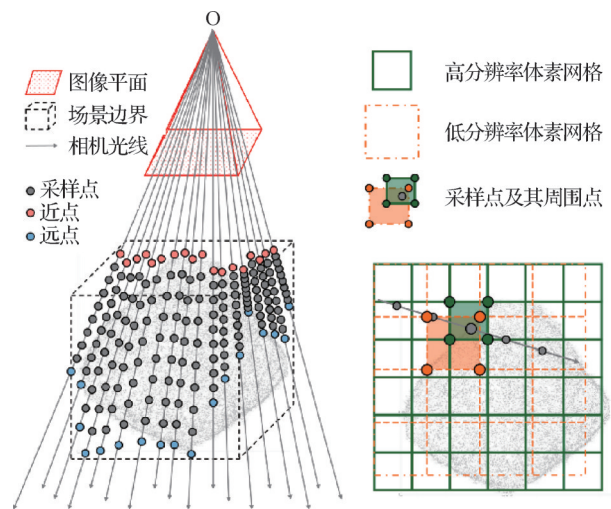 O
图像平面
场景边界
相机光线
采样点
近点
远点
高分辨率体素网格
低分辨率体素网格
采样点及其周围点